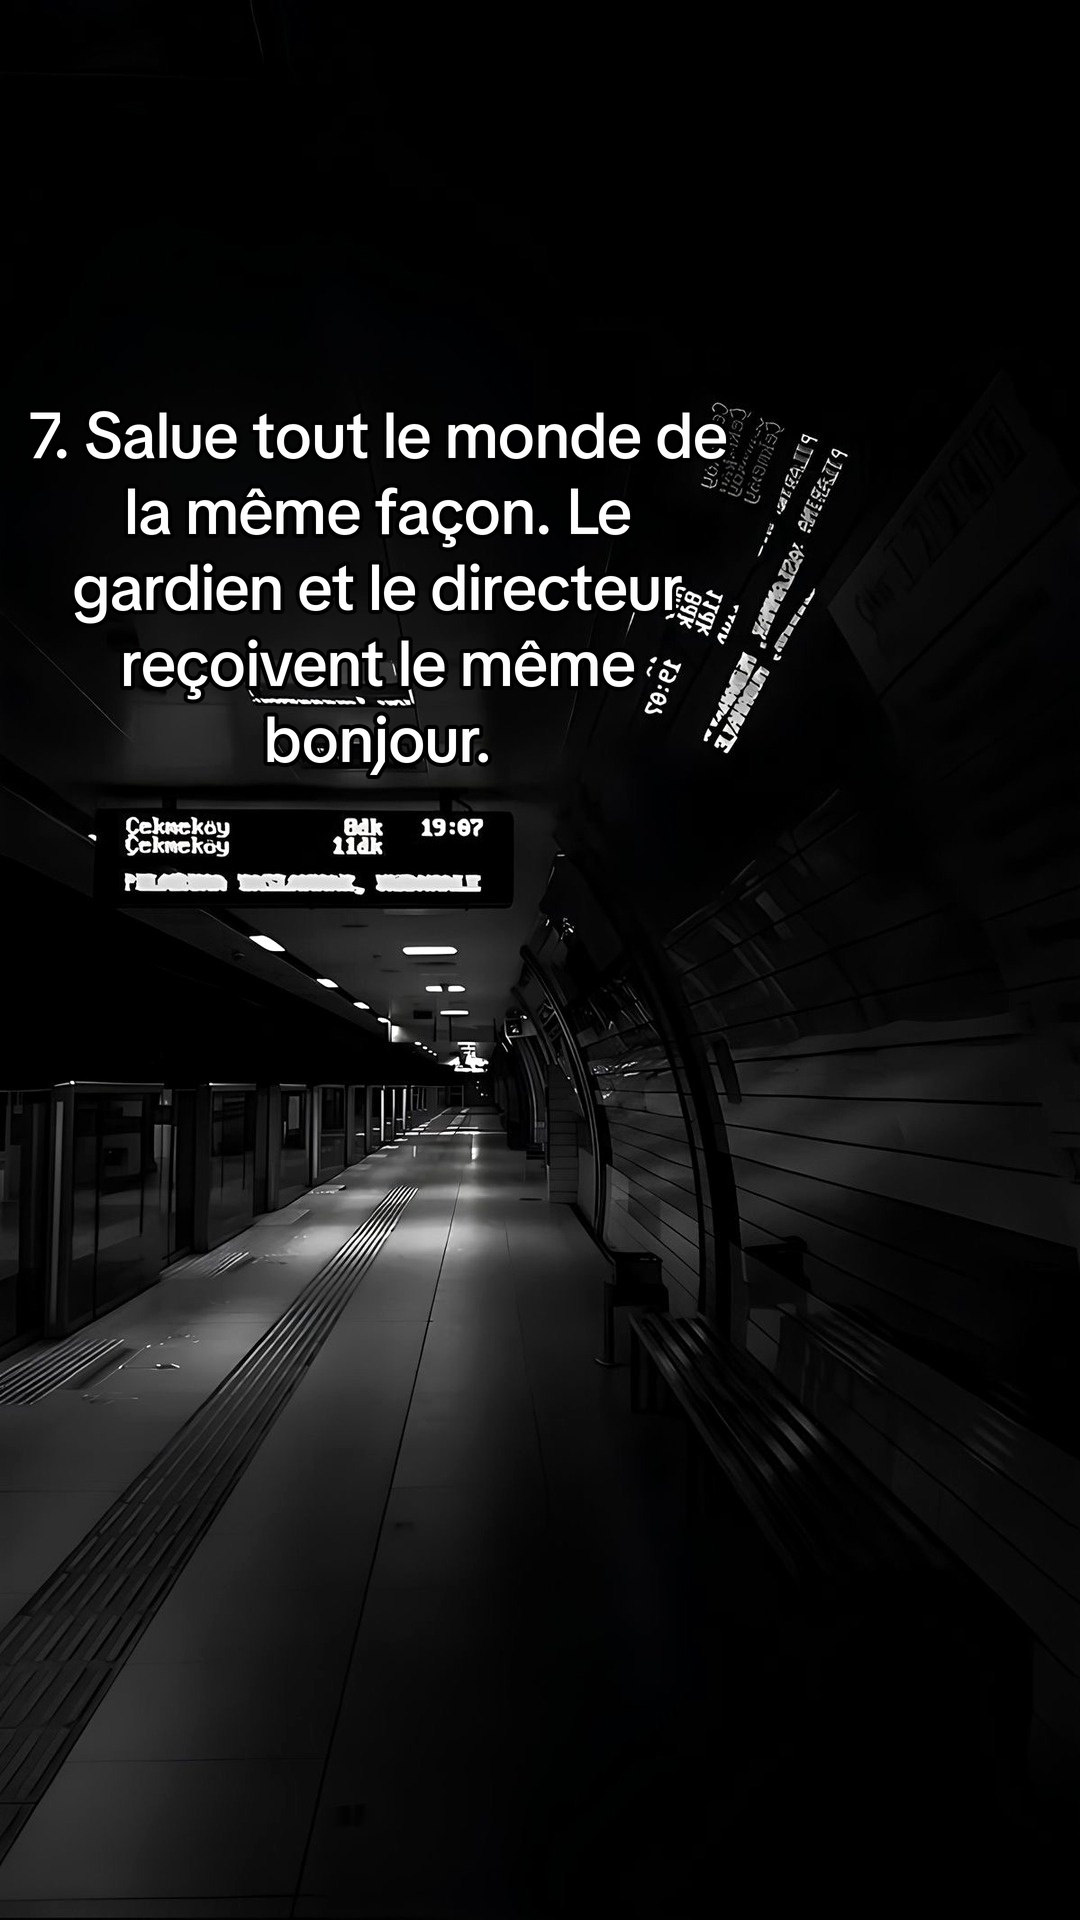 7. Salue tout le monde de
la même façon. Le
gardien et le directeur
reçoivent le même
bonjour.
Çekmeköy 8dk 19:07
Çekmeköy 11dk